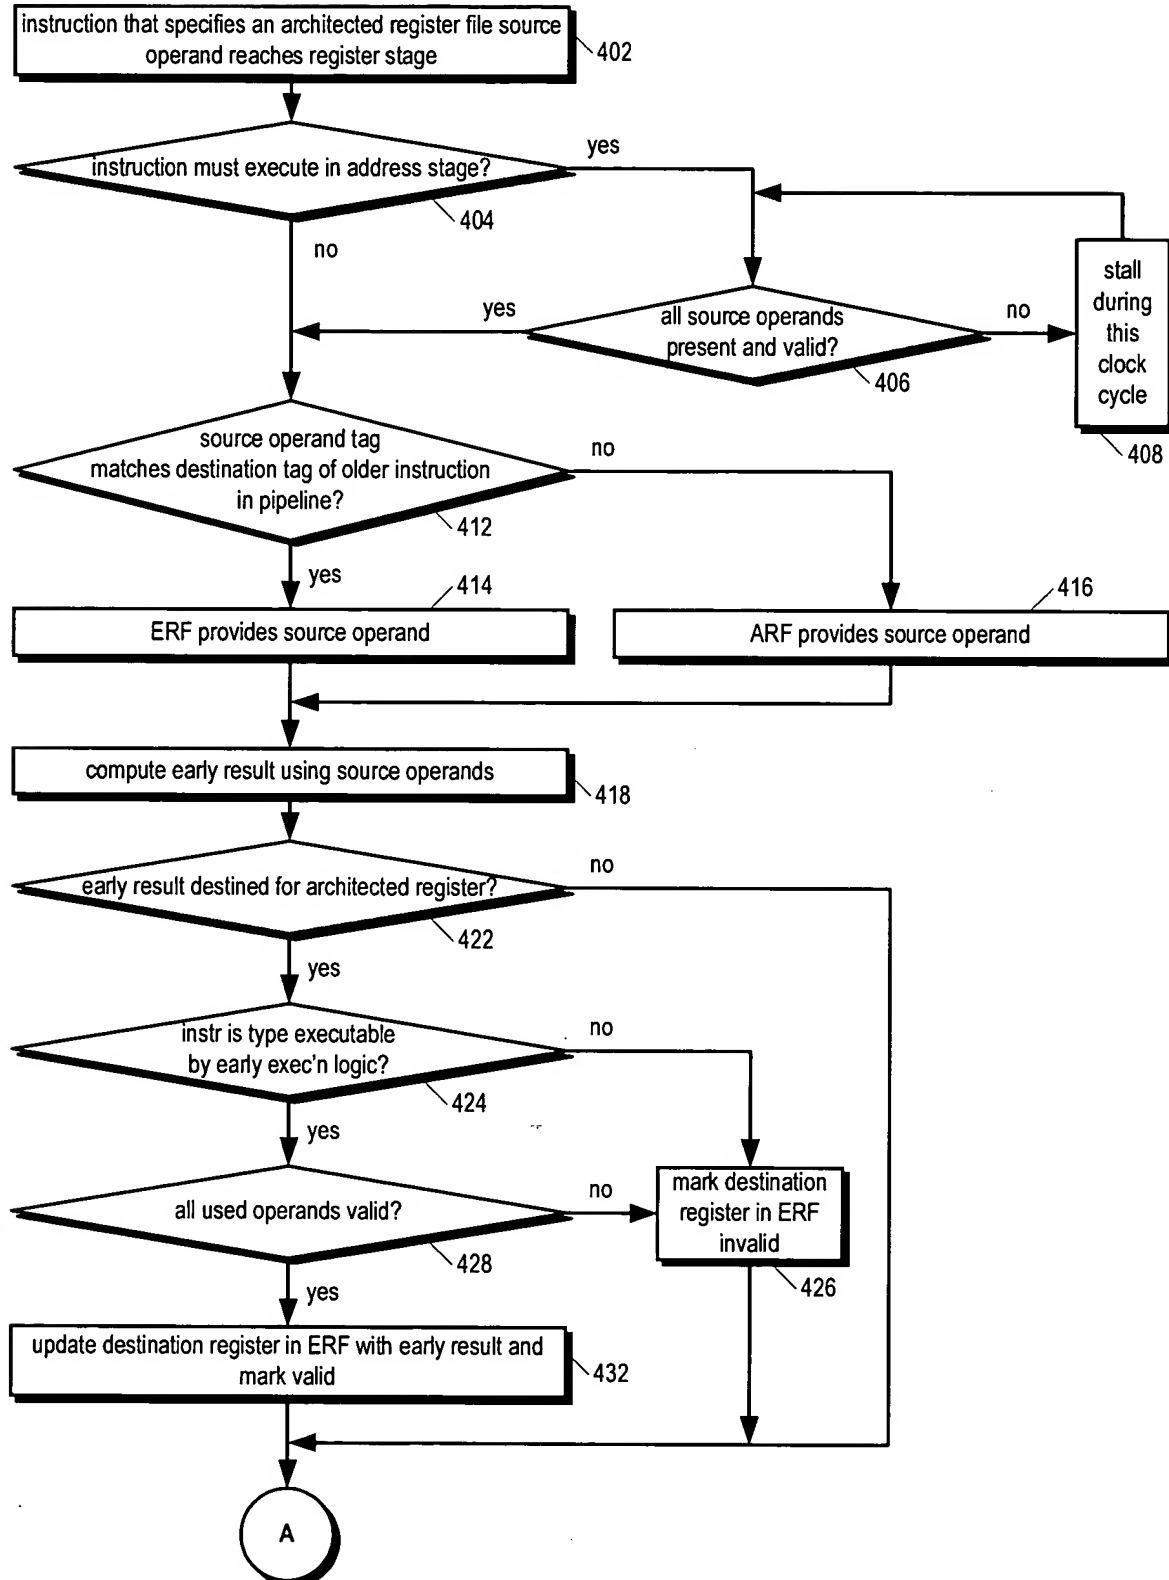 instruction that specifies an architected register file source
operand reaches register stage
402
instruction must execute in address stage?
yes
404
no
stall
during
this
clock
cycle
408
yes
all source operands
present and valid?
no
406
source operand tag
matches destination tag of older instruction
in pipeline?
no
412
yes
414
ERF provides source operand
416
ARF provides source operand
compute early result using source operands
418
early result destined for architected register?
no
422
yes
instr is type executable
by early exec'n logic?
no
424
yes
all used operands valid?
no
428
mark destination
register in ERF
invalid
426
yes
update destination register in ERF with early result and
mark valid
432
A